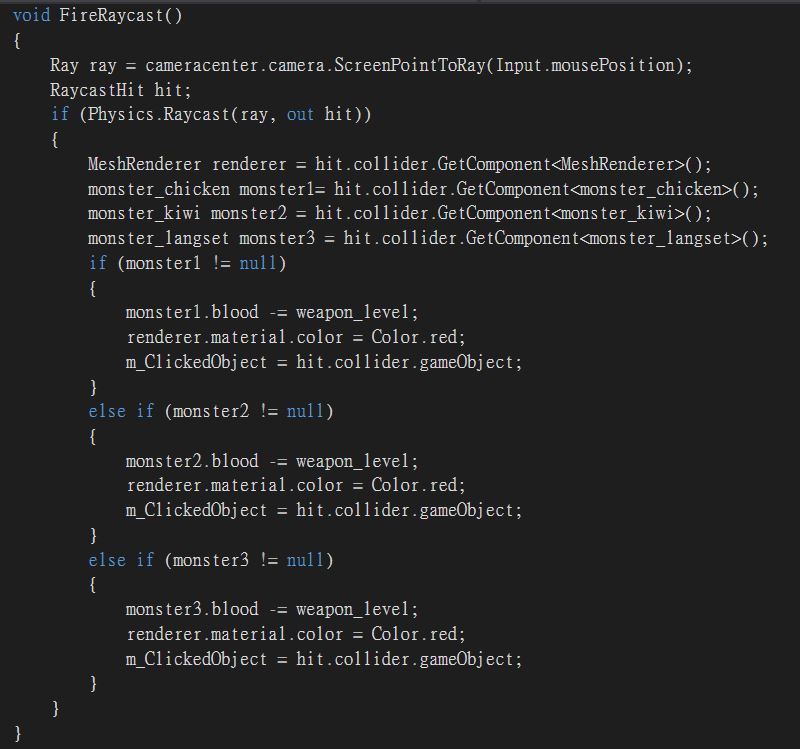 void FireRaycast()
{
    Ray ray = cameracenter.camera.ScreenPointToRay(Input.mousePosition);
    RaycastHit hit;
    if (Physics.Raycast(ray, out hit))
    {
        MeshRenderer renderer = hit.collider.GetComponent<MeshRenderer>();
        monster_chicken monster1= hit.collider.GetComponent<monster_chicken>();
        monster_kiwi monster2 = hit.collider.GetComponent<monster_kiwi>();
        monster_langset monster3 = hit.collider.GetComponent<monster_langset>();
        if (monster1 != null)
        {
            monster1.blood -= weapon_level;
            renderer.material.color = Color.red;
            m_ClickedObject = hit.collider.gameObject;
        }
        else if (monster2 != null)
        {
            monster2.blood -= weapon_level;
            renderer.material.color = Color.red;
            m_ClickedObject = hit.collider.gameObject;
        }
        else if (monster3 != null)
        {
            monster3.blood -= weapon_level;
            renderer.material.color = Color.red;
            m_ClickedObject = hit.collider.gameObject;
        }
    }
}